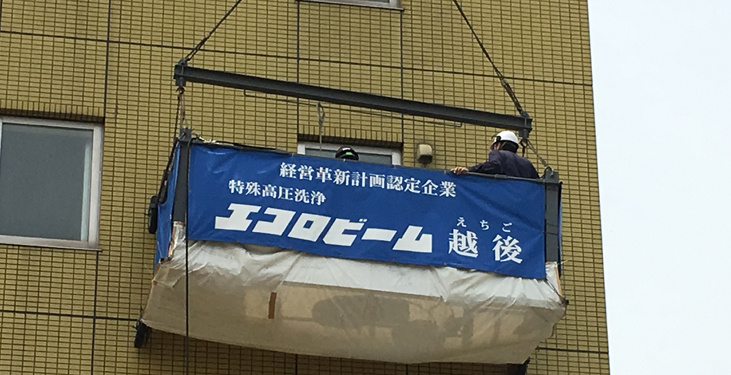 経営革新計画認定企業
特殊高圧洗浄
エコロビーム 越後
えちご